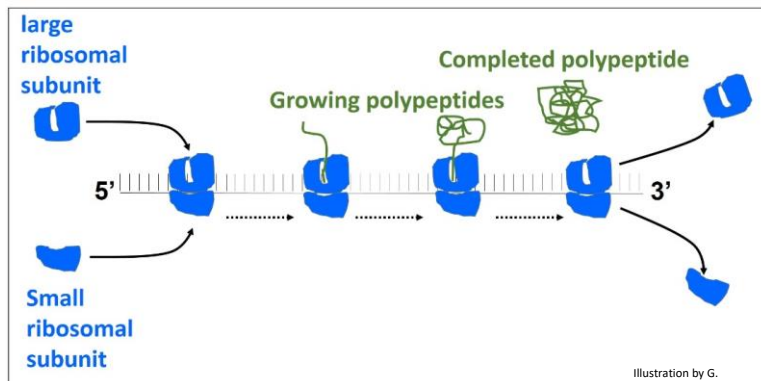 large
ribosomal
subunit
Completed polypeptide
Growing polypeptides
5’
3’
Small
ribosomal
subunit
Illustration by G.